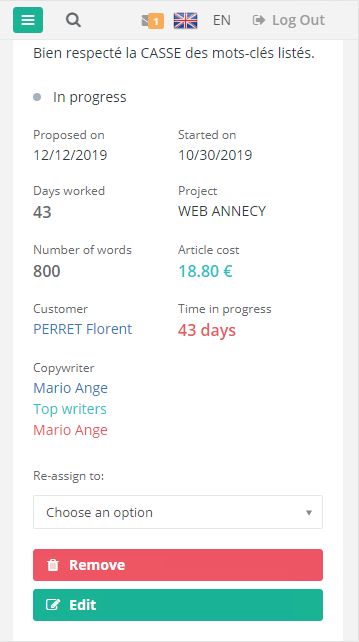 1
EN
Log Out
Bien respecté la CASSE des mots-clés listés.
In progress
Proposed on
12/12/2019
Started on
10/30/2019
Days worked
43
Project
WEB ANNECY
Number of words
800
Article cost
18.80 €
Customer
PERRET Florent
Time in progress
43 days
Copywriter
Mario Ange
Top writers
Mario Ange
Re-assign to:
Choose an option
Remove
Edit